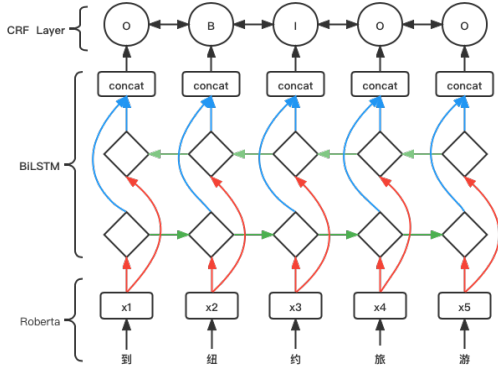 CRF Layer
O B I O O
concat concat concat concat concat
BiLSTM
Roberta
x1 x2 x3 x4 x5
到 纽 约 旅 游